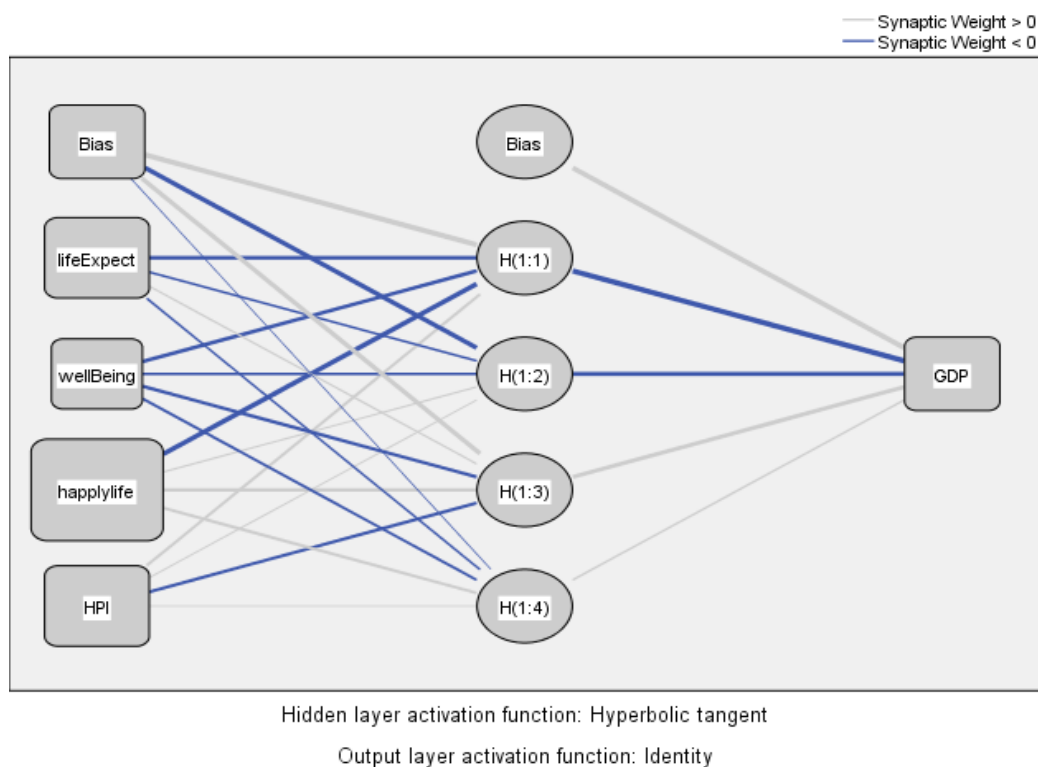 Synaptic Weight > 0
Synaptic Weight < 0
Bias
Bias
lifeExpect
H(1:1)
wellBeing
H(1:2)
GDP
happlylife
H(1:3)
HPI
H(1:4)
Hidden layer activation function: Hyperbolic tangent
Output layer activation function: Identity